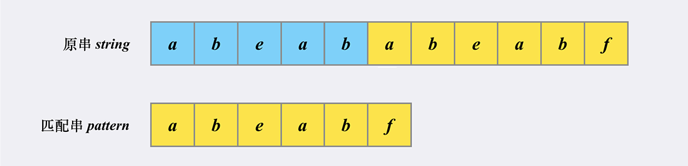 原串 string a b e a b a b e a b f
匹配串 pattern a b e a b f